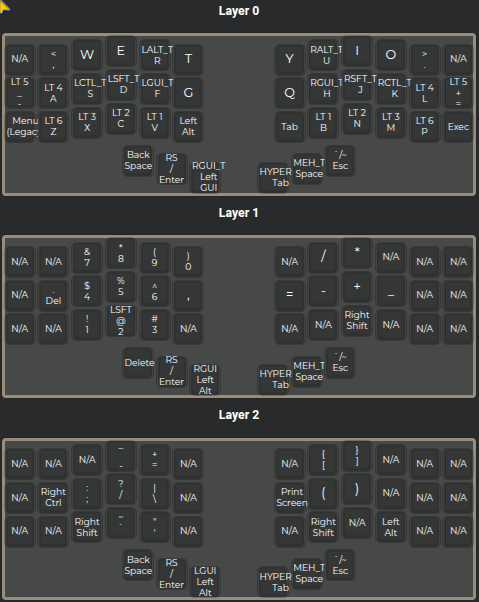 Layer 0
N/A < , W E LALT_T R T Y RALT_T U I O > . N/A
LT 5 _ - LT 4 A LCTL_T S LSFT_T D LGUI_T F G Q RGUI_T H RSFT_T J RCTL_T K LT 4 L LT 5 + =
Menu (Legacy LT 6 Z LT 3 X LT 2 C LT 1 V Left Alt Tab LT 1 B LT 2 N LT 3 M LT 6 P Exec
Back Space RS / Enter RGUI_T Left GUI HYPER Tab MEH_T Space ~ /~ Esc
Layer 1
N/A N/A & 7 * 8 ( 9 ) 0 N/A / * N/A N/A N/A
N/A . Del $ 4 % 5 ^ 6 , = - + _ N/A N/A
N/A N/A ! 1 LSFT @ 2 # 3 N/A N/A N/A Right Shift N/A N/A N/A
Delete RS / Enter RGUI Left Alt HYPER Tab MEH_T Space ~ /~ Esc
Layer 2
N/A N/A N/A _ - + = N/A N/A { [ } ] N/A N/A N/A
N/A Right Ctrl : ; ? / | \ N/A Print Screen ( ) N/A N/A N/A
N/A N/A Right Shift ~ ` " ' N/A N/A Right Shift N/A Left Alt N/A N/A
Back Space RS / Enter LGUI Left Alt HYPER Tab MEH_T Space ~ /~ Esc